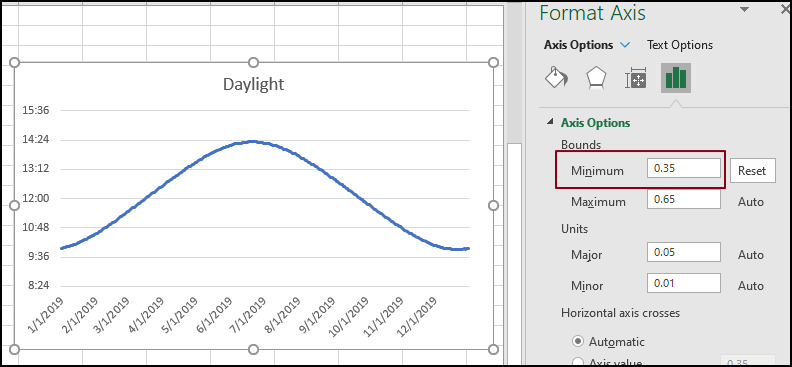 Format Axis
Axis Options
Text Options
Daylight
15:36
14:24
13:12
12:00
10:48
9:36
8:24
1/1/2019
2/1/2019
3/1/2019
4/1/2019
5/1/2019
6/1/2019
7/1/2019
8/1/2019
9/1/2019
10/1/2019
11/1/2019
12/1/2019
Axis Options
Bounds
Minimum 0.35 Reset
Maximum 0.65 Auto
Units
Major 0.05 Auto
Minor 0.01 Auto
Horizontal axis crosses
Automatic
Axis value 0.35